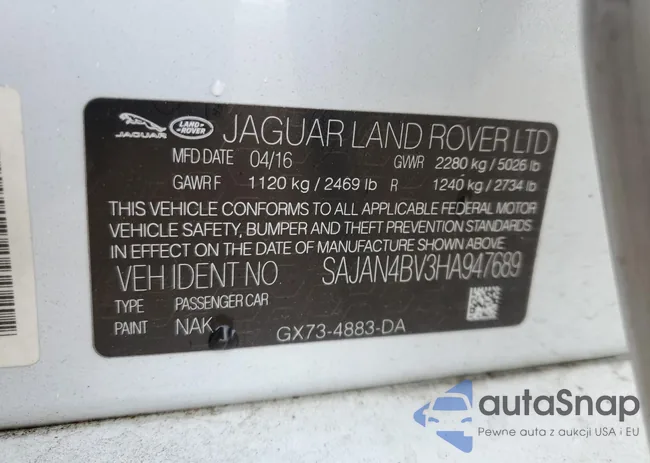 JAGUAR LAND ROVER JAGUAR LAND ROVER LTD
MFD DATE 04/16 GVWR 2280 kg / 5026 lb
GAWR F 1120 kg / 2469 lb R 1240 kg / 2734 lb
THIS VEHICLE CONFORMS TO ALL APPLICABLE FEDERAL MOTOR
VEHICLE SAFETY, BUMPER AND THEFT PREVENTION STANDARDS
IN EFFECT ON THE DATE OF MANUFACTURE SHOWN ABOVE.
VEH IDENT NO SAJAN4BV3HA947689
TYPE PASSENGER CAR
PAINT NAK
GX73-4883-DA
autoSnap
Pewne auta z aukcji USA i EU